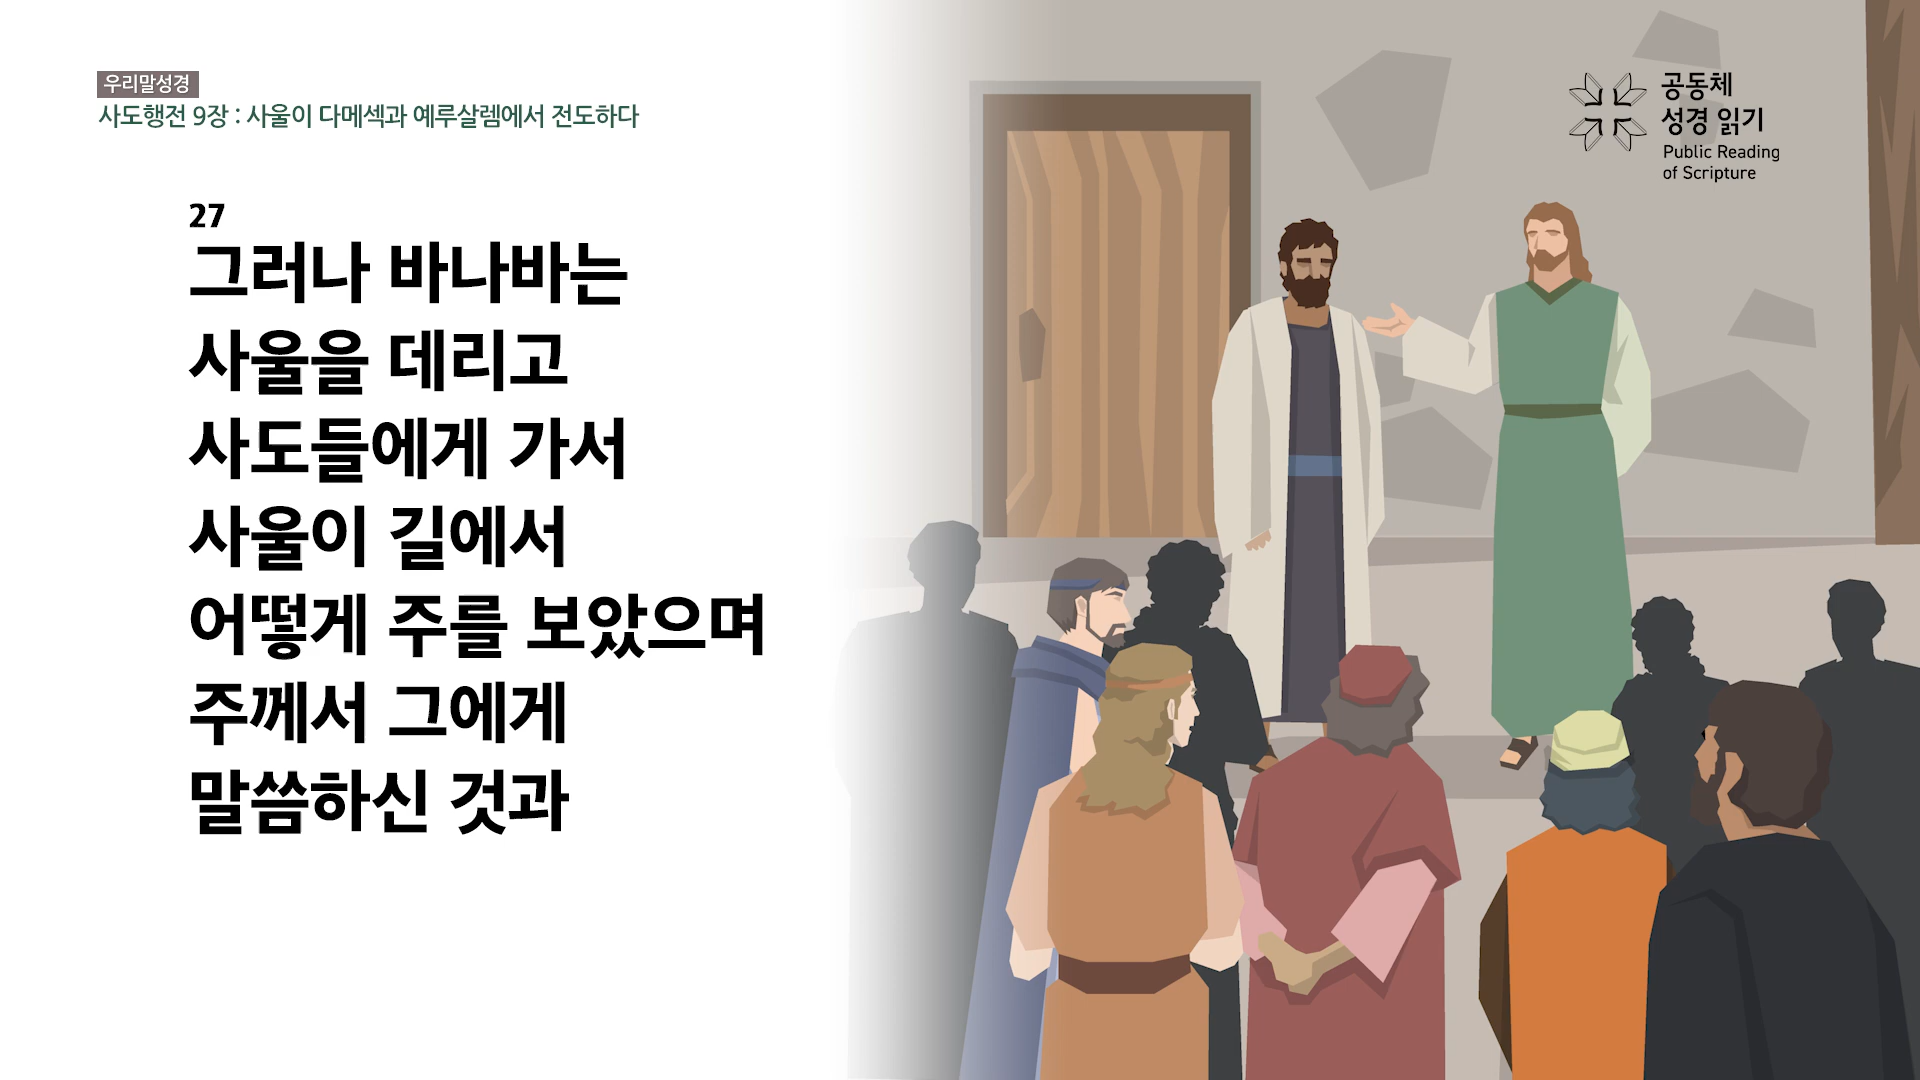 우리말성경
사도행전 9장 : 사울이 다메섹과 예루살렘에서 전도하다
27
그러나 바나바는
사울을 데리고
사도들에게 가서
사울이 길에서
어떻게 주를 보았으며
주께서 그에게
말씀하신 것과
공동체
성경 읽기
Public Reading
of Scripture